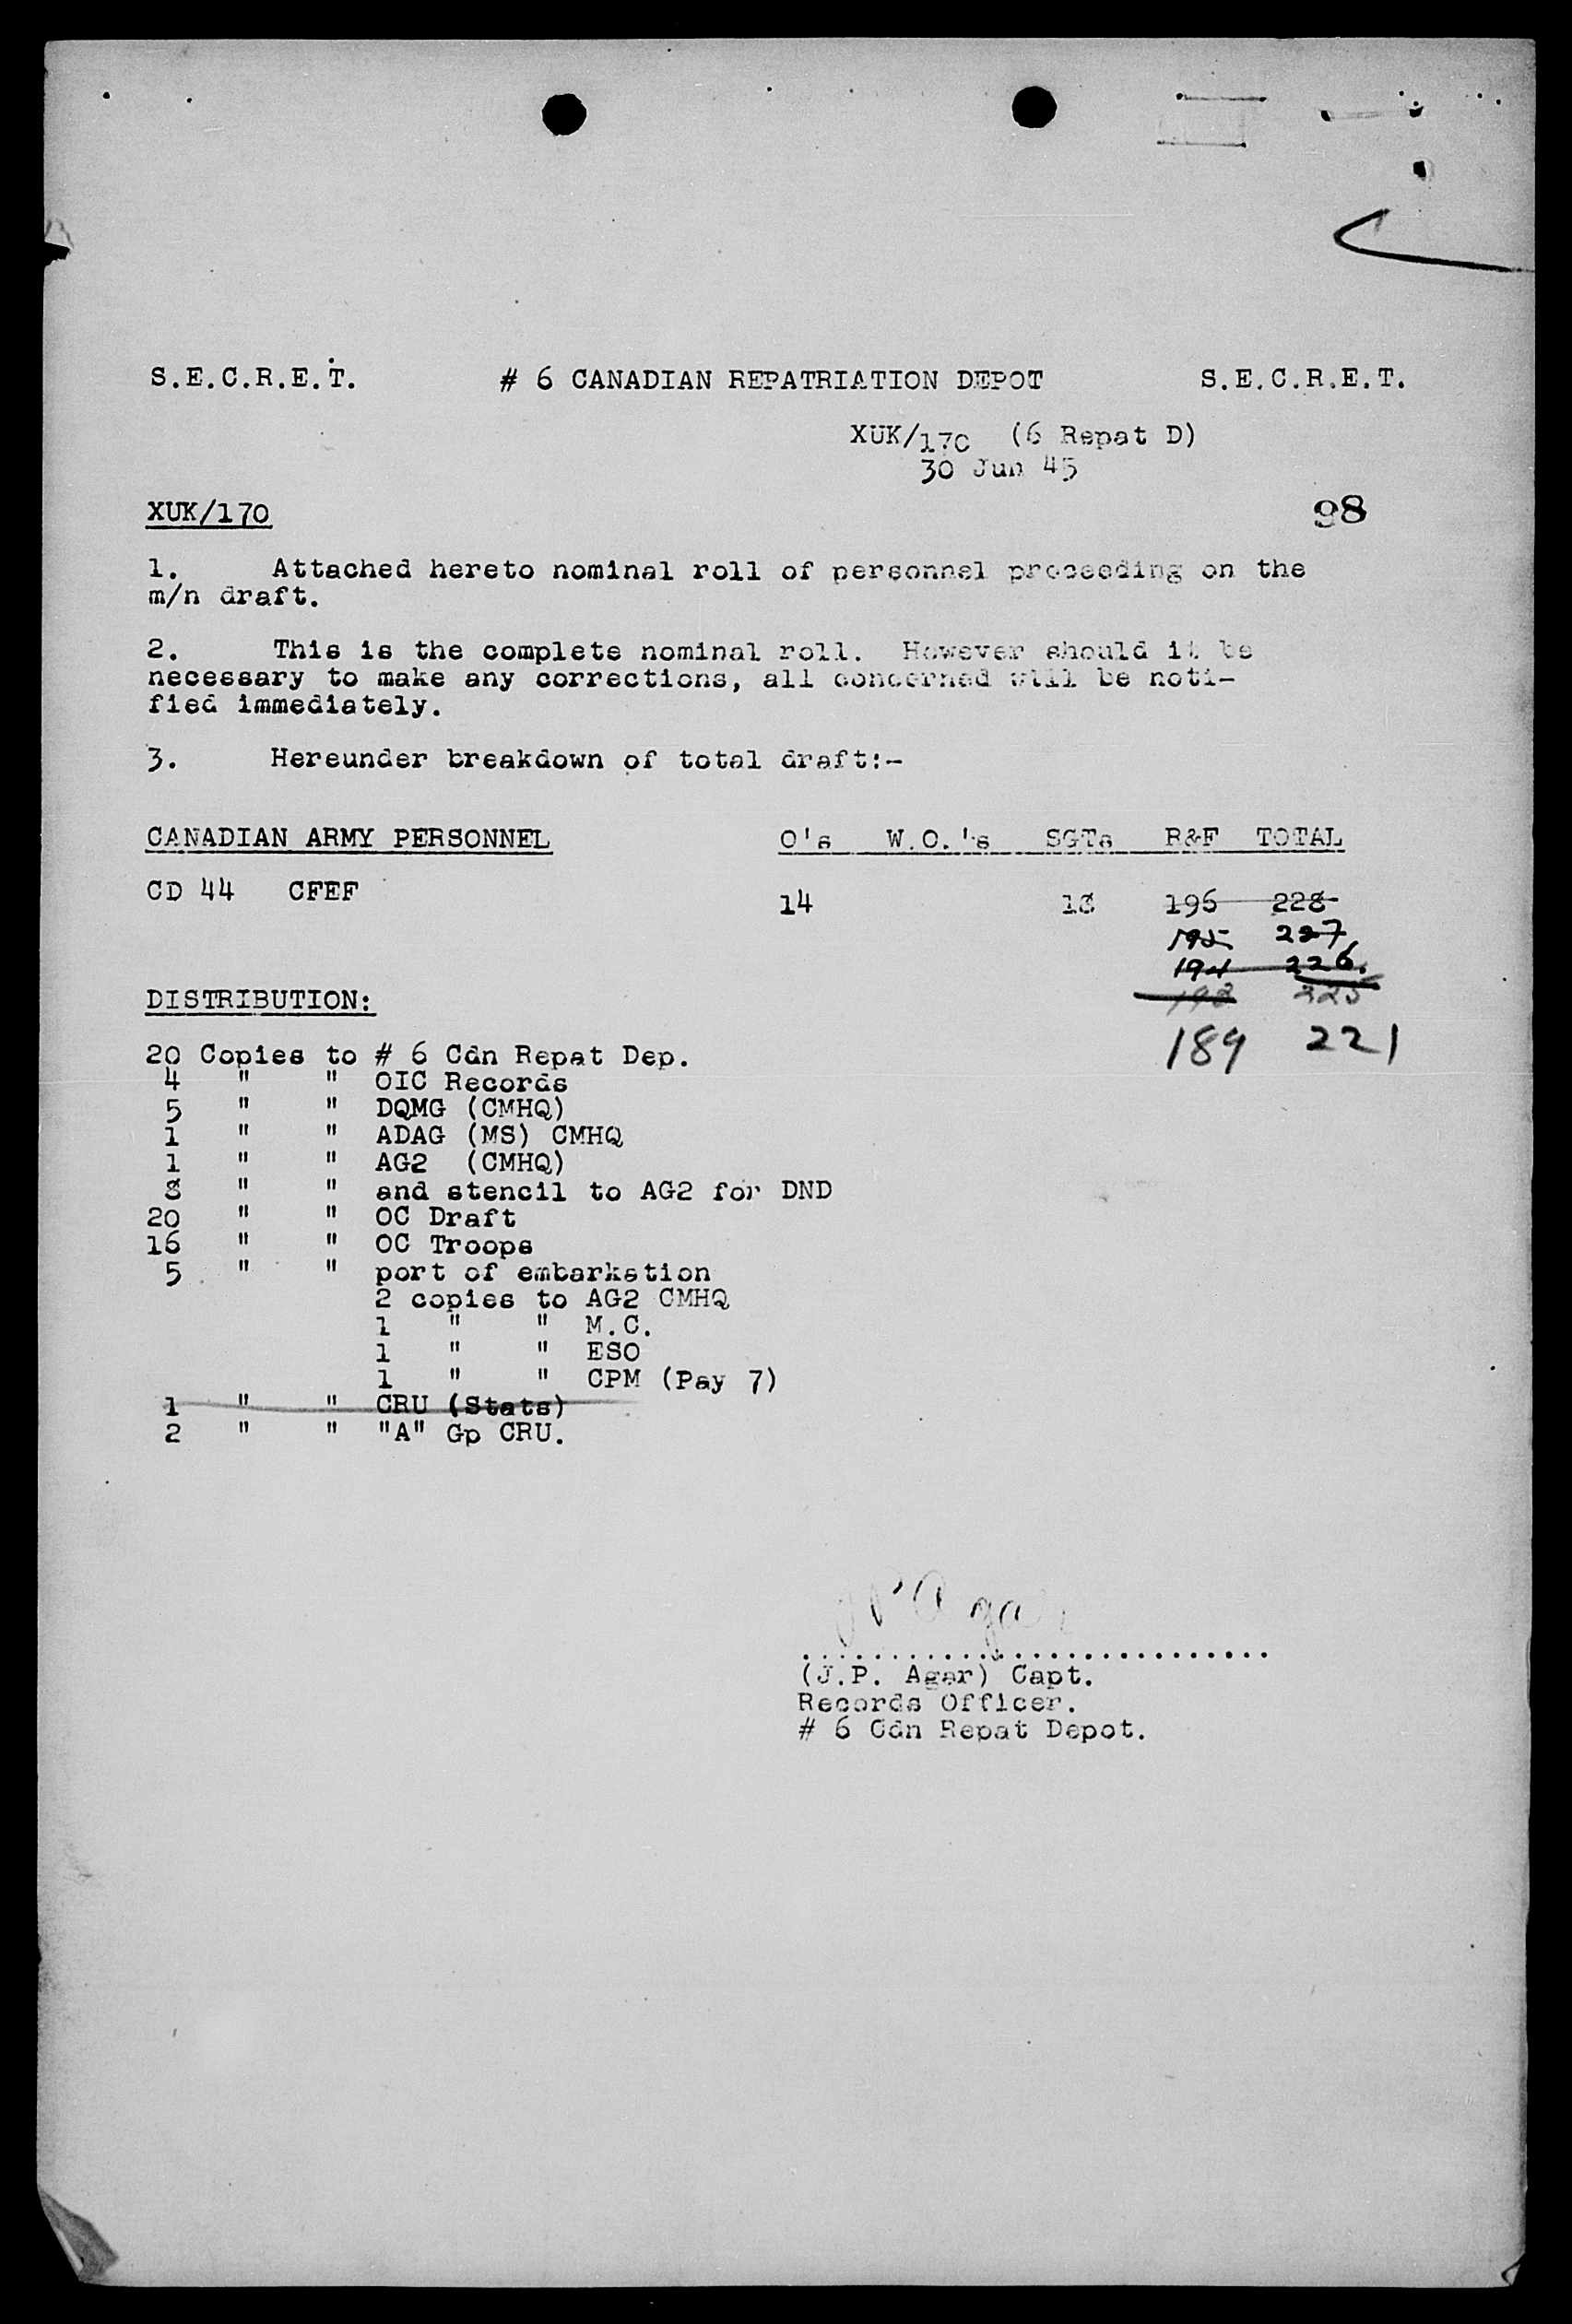 S.E.C.R.E.T. # 6 CANADIAN REPATRIATION DEPOT S.E.C.R.E.T.
XUK/170 (6 Repat D)
30 Jun 45
XUK/170 98
1. Attached hereto nominal roll of personnel proceeding on the
m/n draft.
2. This is the complete nominal roll. However should it be
necessary to make any corrections, all concerned will be noti-
fied immediately.
3. Hereunder breakdown of total draft:-
CANADIAN ARMY PERSONNEL O's W.O.'s SGTs R&F TOTAL
CD 44 CFEF
14 18 196 228
195 227
194 226
193 225
189 221
DISTRIBUTION:
20 Copies to # 6 Cdn Repat Dep.
4 " " OIC Records
5 " " DQMG (CMHQ)
1 " " ADAG (MS) CMHQ
1 " " AG2 (CMHQ)
8 " " and stencil to AG2 for DND
20 " " OC Draft
16 " " OC Troops
5 " " port of embarkation
2 copies to AG2 CMHQ
1 " " M.C.
1 " " ESO
1 " " CPM (Pay 7)
1 " " CRU (Stats)
2 " " "A" Gp CRU.
JP Agar
(J.P. Agar) Capt.
Records Officer.
# 6 Cdn Repat Depot.